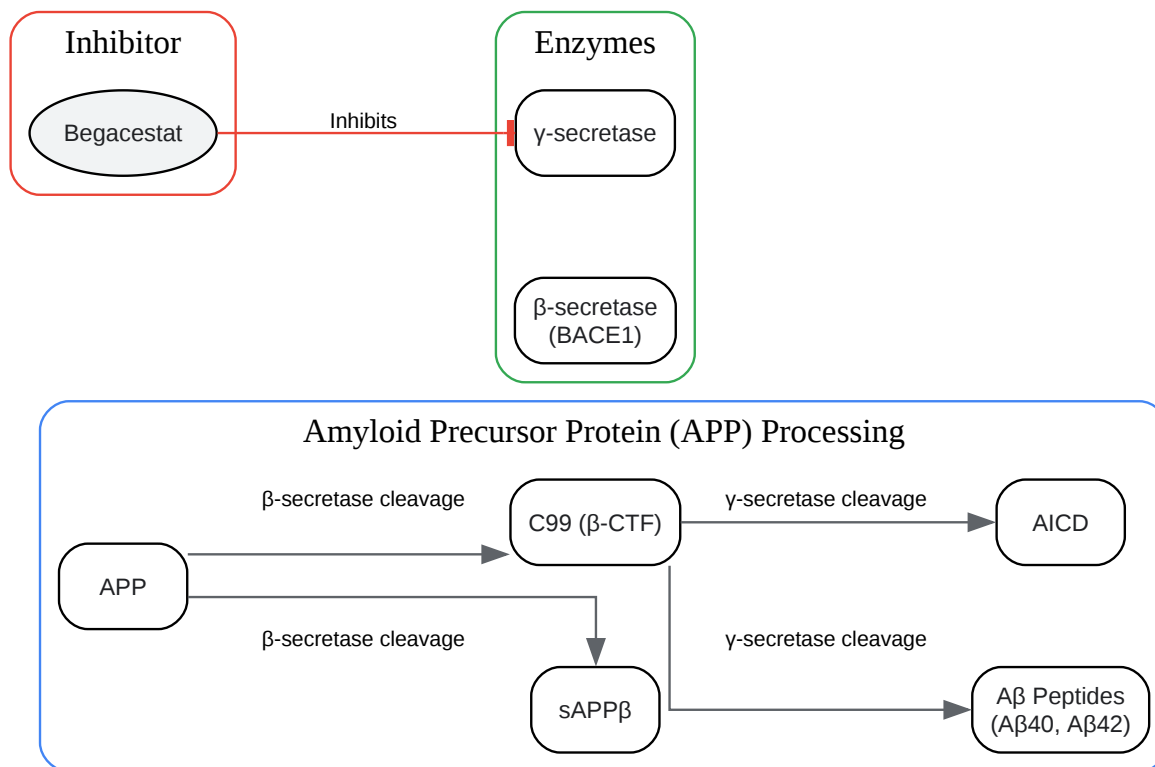 Inhibitor
Enzymes
Begacestat
Inhibits
γ-secretase
β-secretase
(BACE1)
Amyloid Precursor Protein (APP) Processing
β-secretase cleavage
C99 (β-CTF)
γ-secretase cleavage
AICD
APP
β-secretase cleavage
γ-secretase cleavage
sAPPβ
Aβ Peptides
(Aβ40, Aβ42)